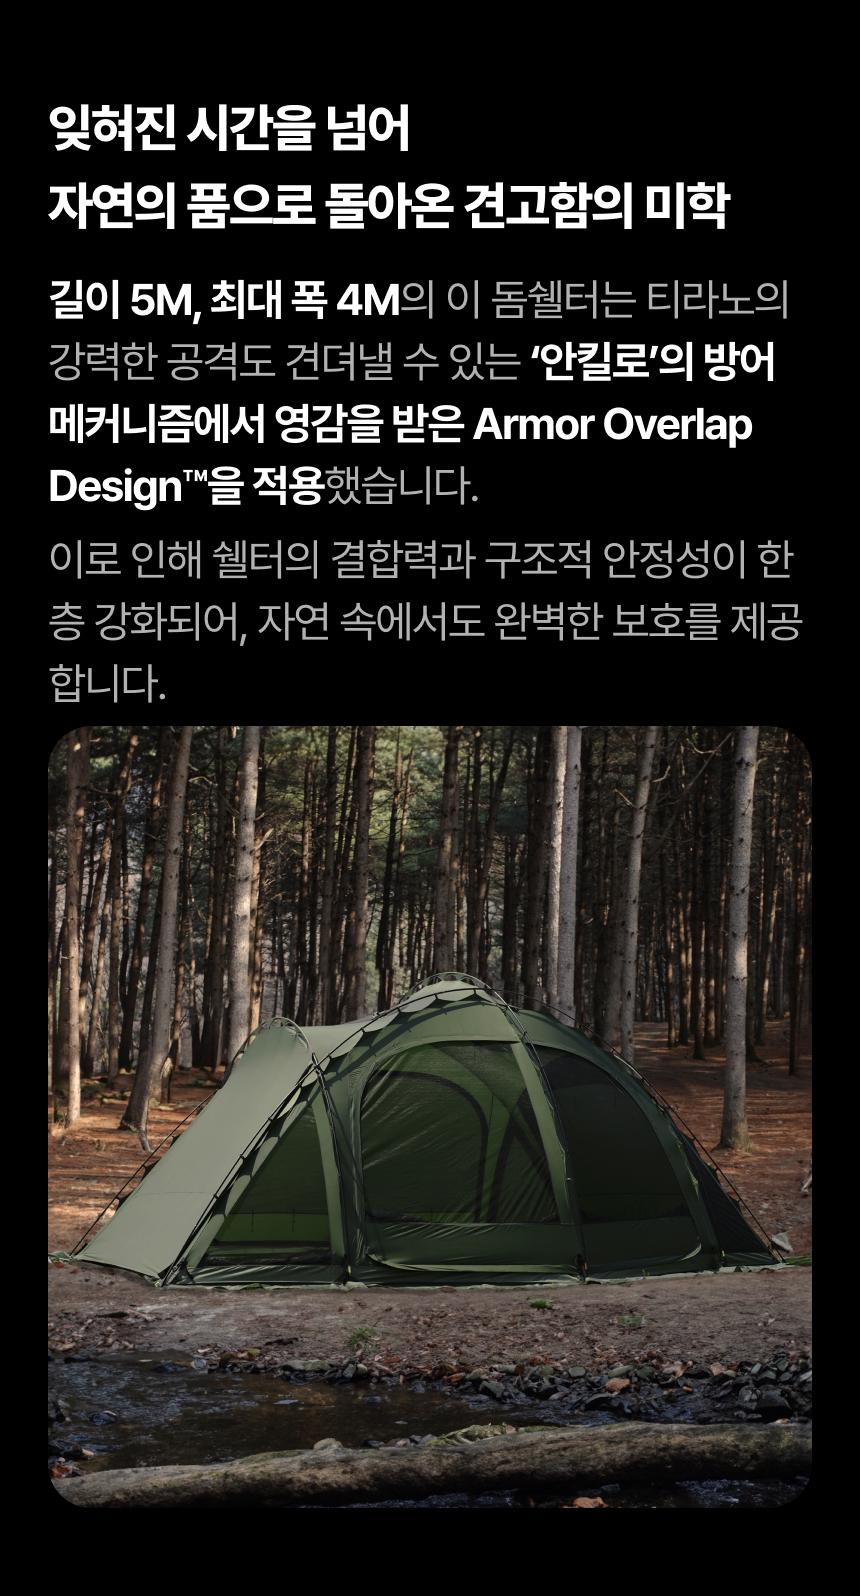 잊혀진 시간을 넘어
자연의 품으로 돌아온 견고함의 미학
길이 5M, 최대 폭 4M의 이 돔쉘터는 티라노의
강력한 공격도 견뎌낼 수 있는 ‘안킬로’의 방어
메커니즘에서 영감을 받은 Armor Overlap
Design™을 적용했습니다.
이로 인해 쉘터의 결합력과 구조적 안정성이 한
층 강화되어, 자연 속에서도 완벽한 보호를 제공
합니다.